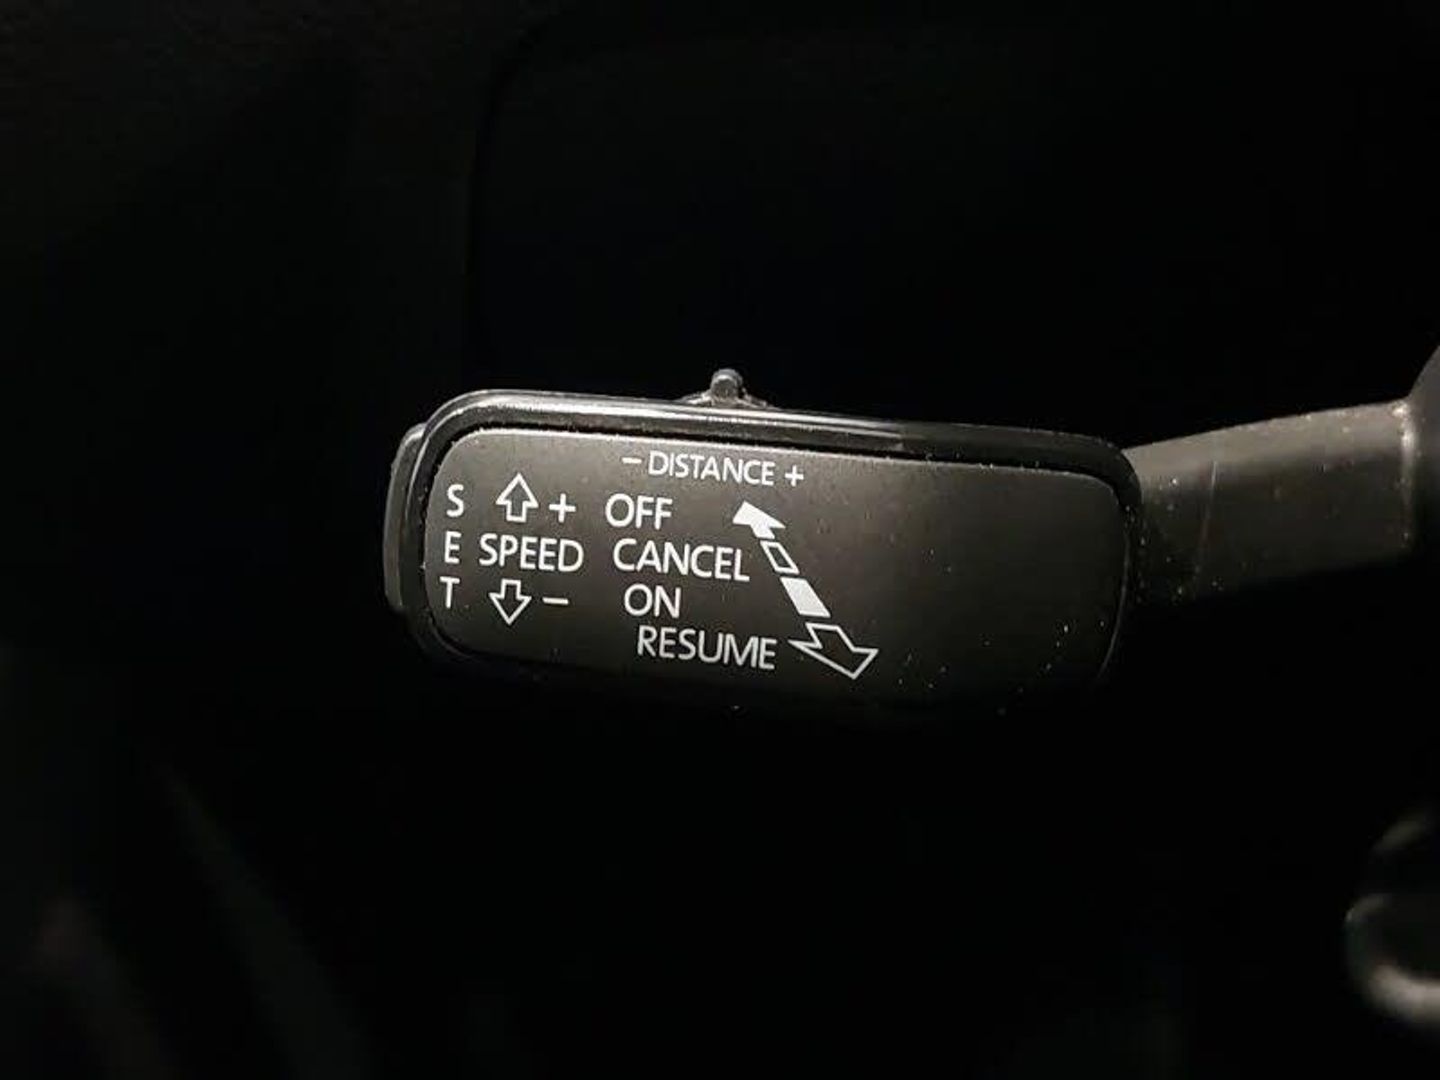 − DISTANCE +
S + OFF
E SPEED CANCEL
T − ON
RESUME